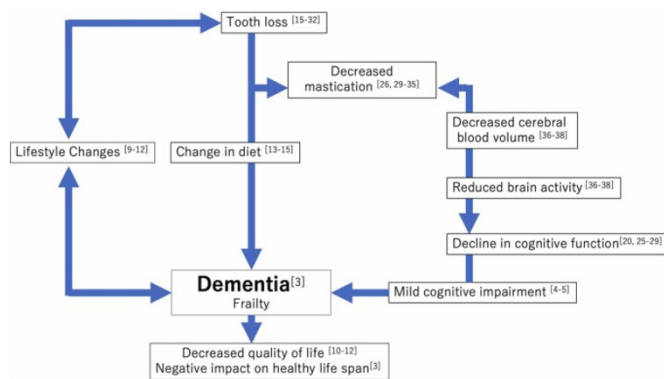 Tooth loss [15-32]
Decreased
mastication [26, 29-35]
Decreased cerebral
blood volume [36-38]
Lifestyle Changes [9-12]
Change in diet [13-15]
Reduced brain activity [36-38]
Decline in cognitive function[20, 25-29]
Dementia[3]
Frailty
Mild cognitive impairment [4-5]
Decreased quality of life [10-12]
Negative impact on healthy life span[3]